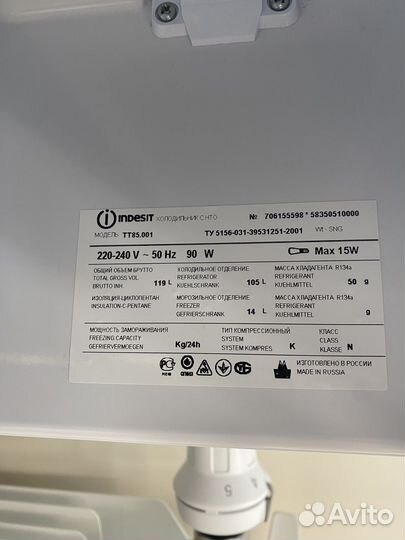 indesit ХОЛОДИЛЬНИК С НТО № 706155598 * 58350510000
МОДЕЛЬ TT85.001 ТУ 5156-031-39531251-2001 Wt - SNG
220-240 V ~ 50 Hz 90 W Max 15W
ОБЩИЙ ОБЪЕМ БРУТТО
TOTAL GROSS VOL.
BRUTTO INH. 119 L
ХОЛОДИЛЬНОЕ ОТДЕЛЕНИЕ
REFRIGERATOR
KUEHLSCHRANK 105 L
МАССА ХЛАДАГЕНТА R134a
REFRIGERANT
KUEHLMITTEL 50 g
ИЗОЛЯЦИЯ-ЦИКЛОПЕНТАН
INSULATION-C-PENTANE
МОРОЗИЛЬНОЕ ОТДЕЛЕНИЕ
FREEZER
GEFRIERSCHRANK 14 L
МАССА ХЛАДАГЕНТА R134a
REFRIGERANT
KUEHLMITTEL g
МОЩНОСТЬ ЗАМОРАЖИВАНИЯ
FREEZING.CAPACITY
GEFRIERVERMOEGEN Kg/24h
ТИП КОМПРЕССИОННЫЙ
SYSTEM
SYSTEM KOMPRES K
КЛАСС
CLASS
KLASSE N
ИЗГОТОВЛЕНО В РОССИИ
MADE IN RUSSIA
4 5
Avito